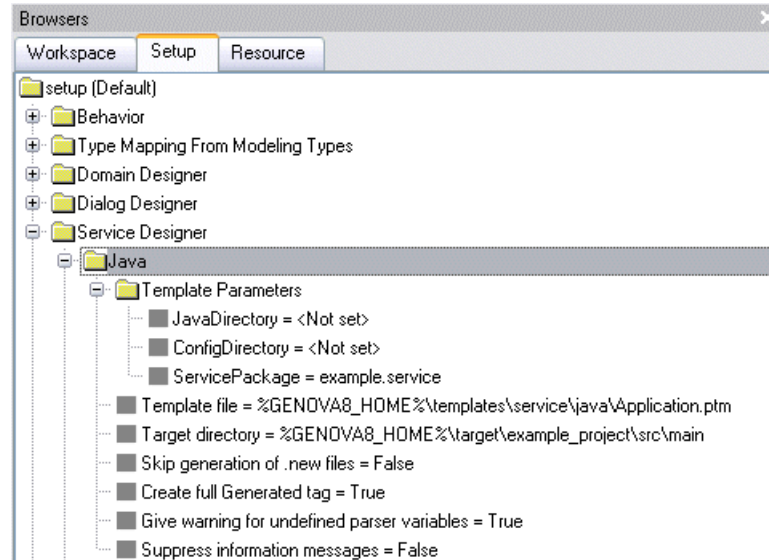 Browsers
Workspace Setup Resource
setup (Default)
Behavior
Type Mapping From Modeling Types
Domain Designer
Dialog Designer
Service Designer
Java
Template Parameters
JavaDirectory = <Not set>
ConfigDirectory = <Not set>
ServicePackage = example.service
Template file = %GENOVA8_HOME%\templates\service\java\Application.ptm
Target directory = %GENOVA8_HOME%\target\example_project\src\main
Skip generation of .new files = False
Create full Generated tag = True
Give warning for undefined parser variables = True
Suppress information messages = False